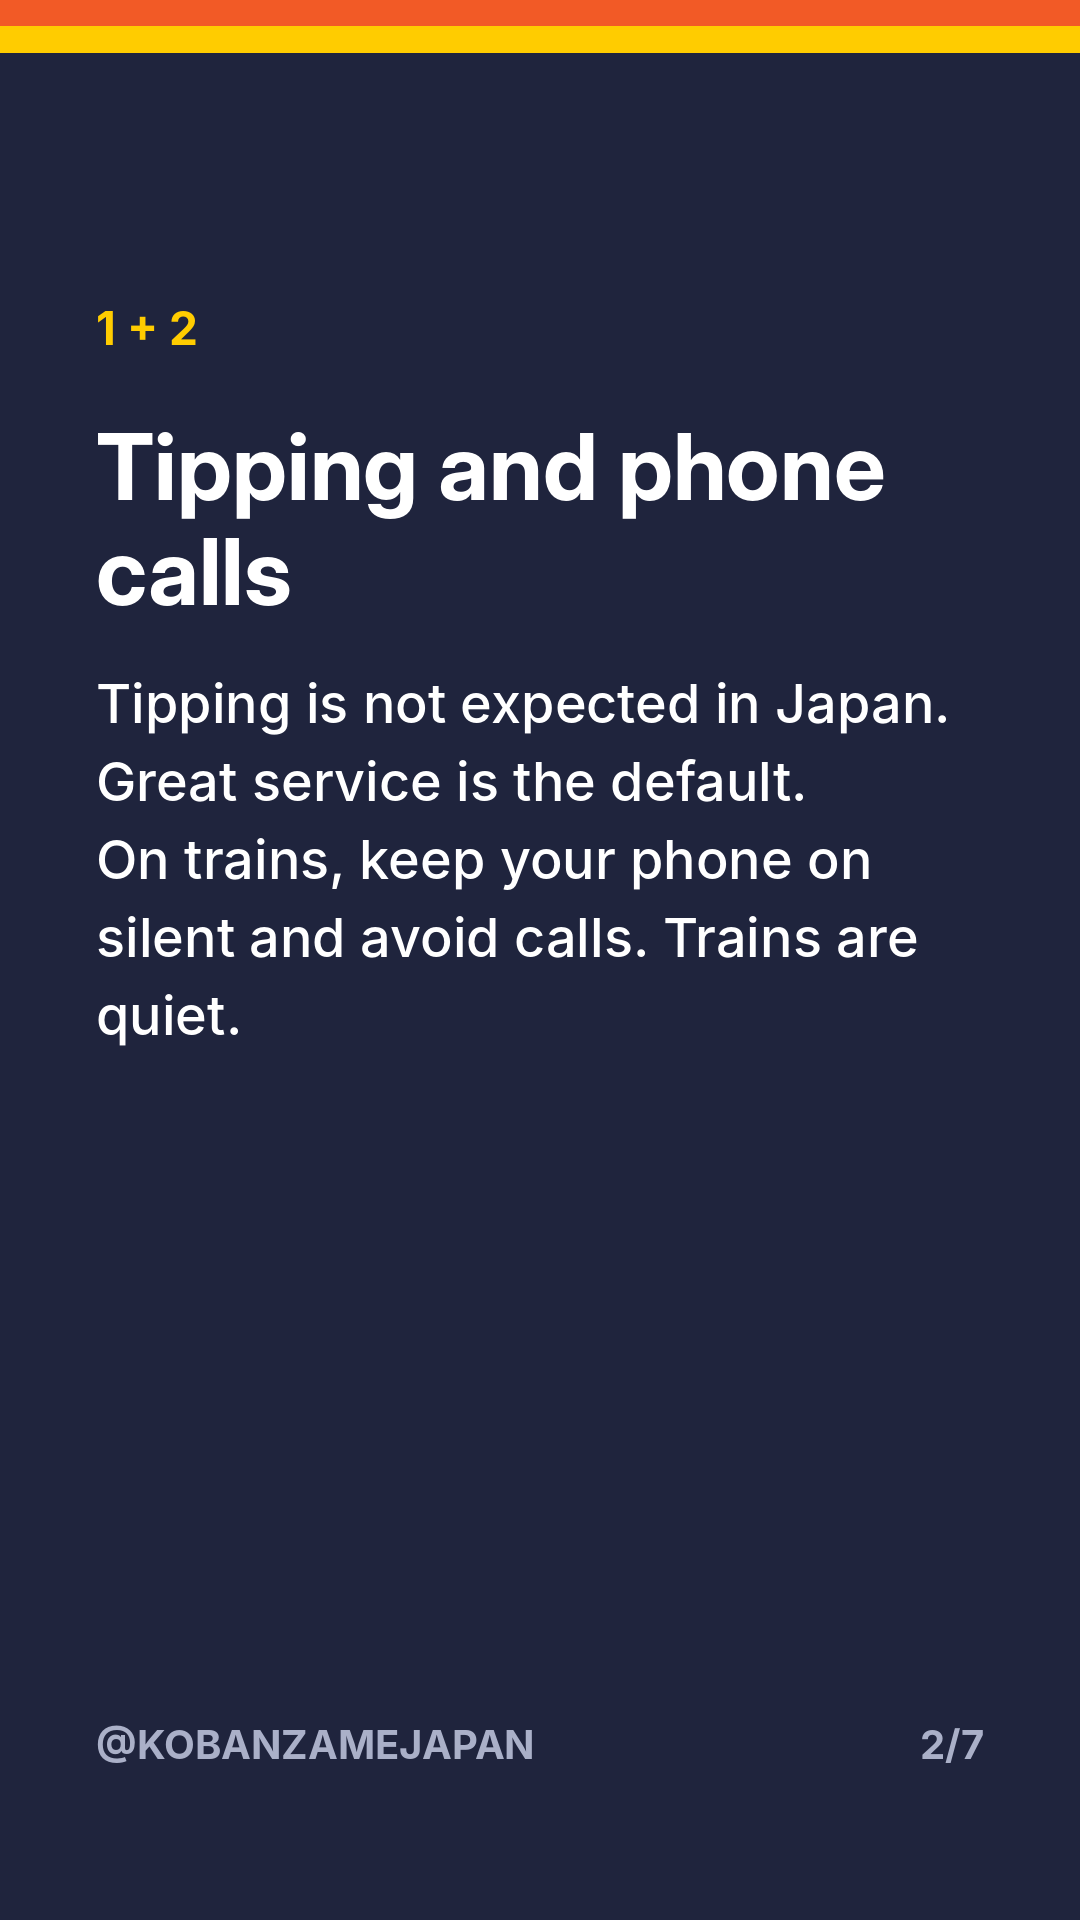 1 + 2
Tipping and phone
calls
Tipping is not expected in Japan.
Great service is the default.
On trains, keep your phone on
silent and avoid calls. Trains are
quiet.
@KOBANZAMEJAPAN
2/7